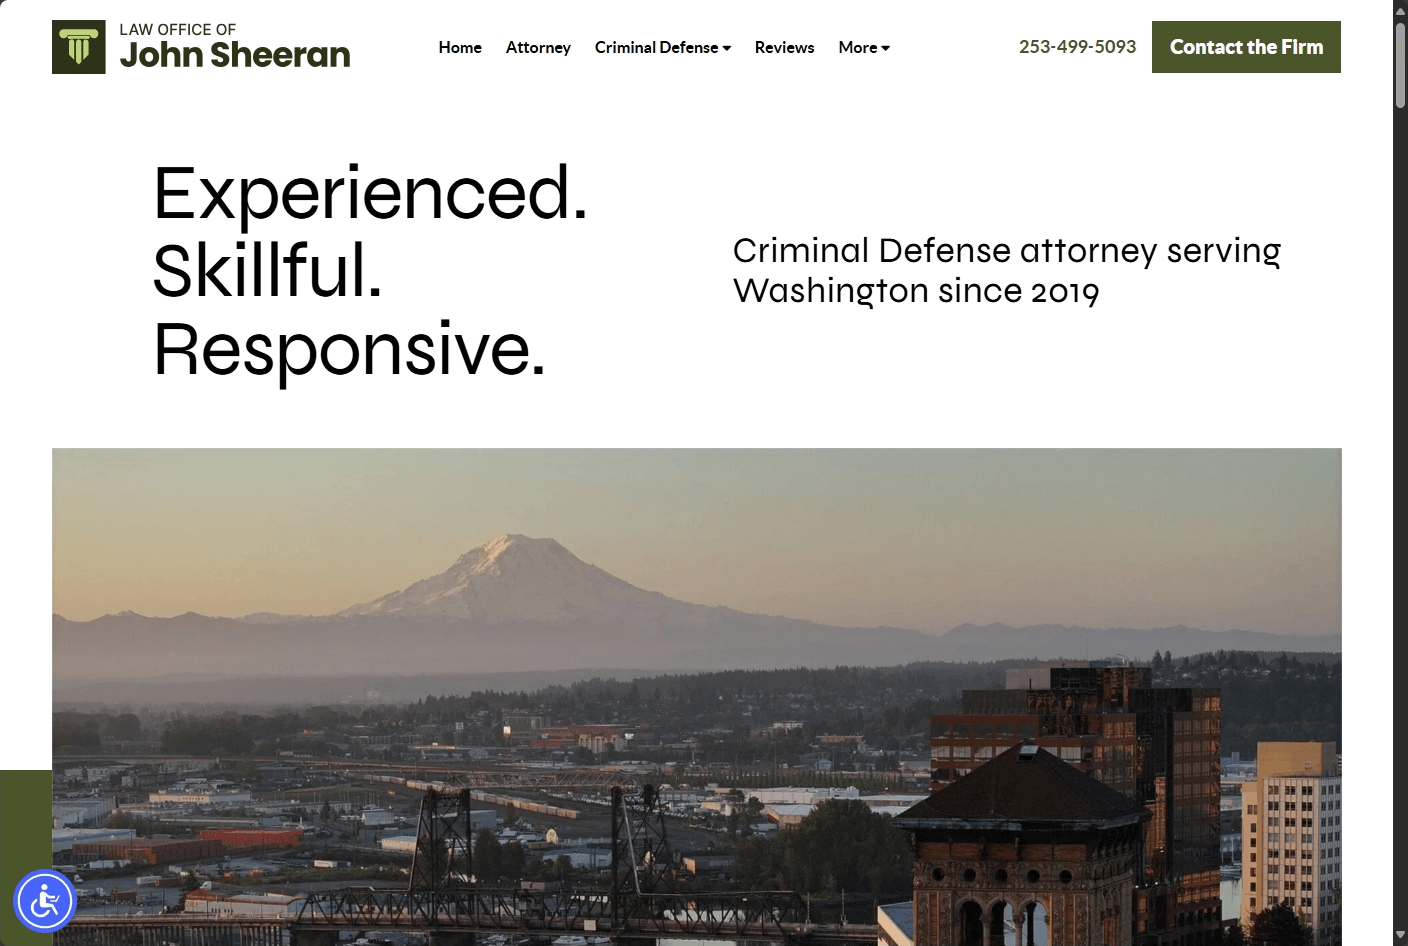 LAW OFFICE OF
John Sheeran
Home
Attorney
Criminal Defense
Reviews
More
253-499-5093
Contact the Firm
Experienced.
Skillful.
Responsive.
Criminal Defense attorney serving
Washington since 2019